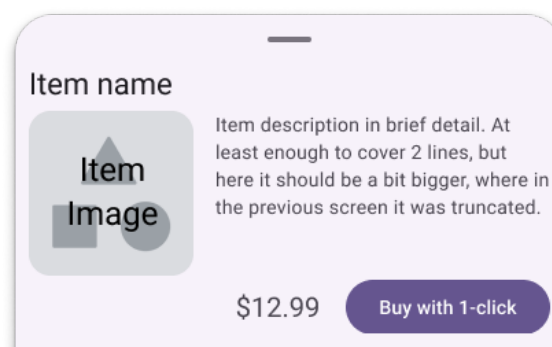 Item name
Item
Image
Item description in brief detail. At
least enough to cover 2 lines, but
here it should be a bit bigger, where in
the previous screen it was truncated.
$12.99
Buy with 1-click